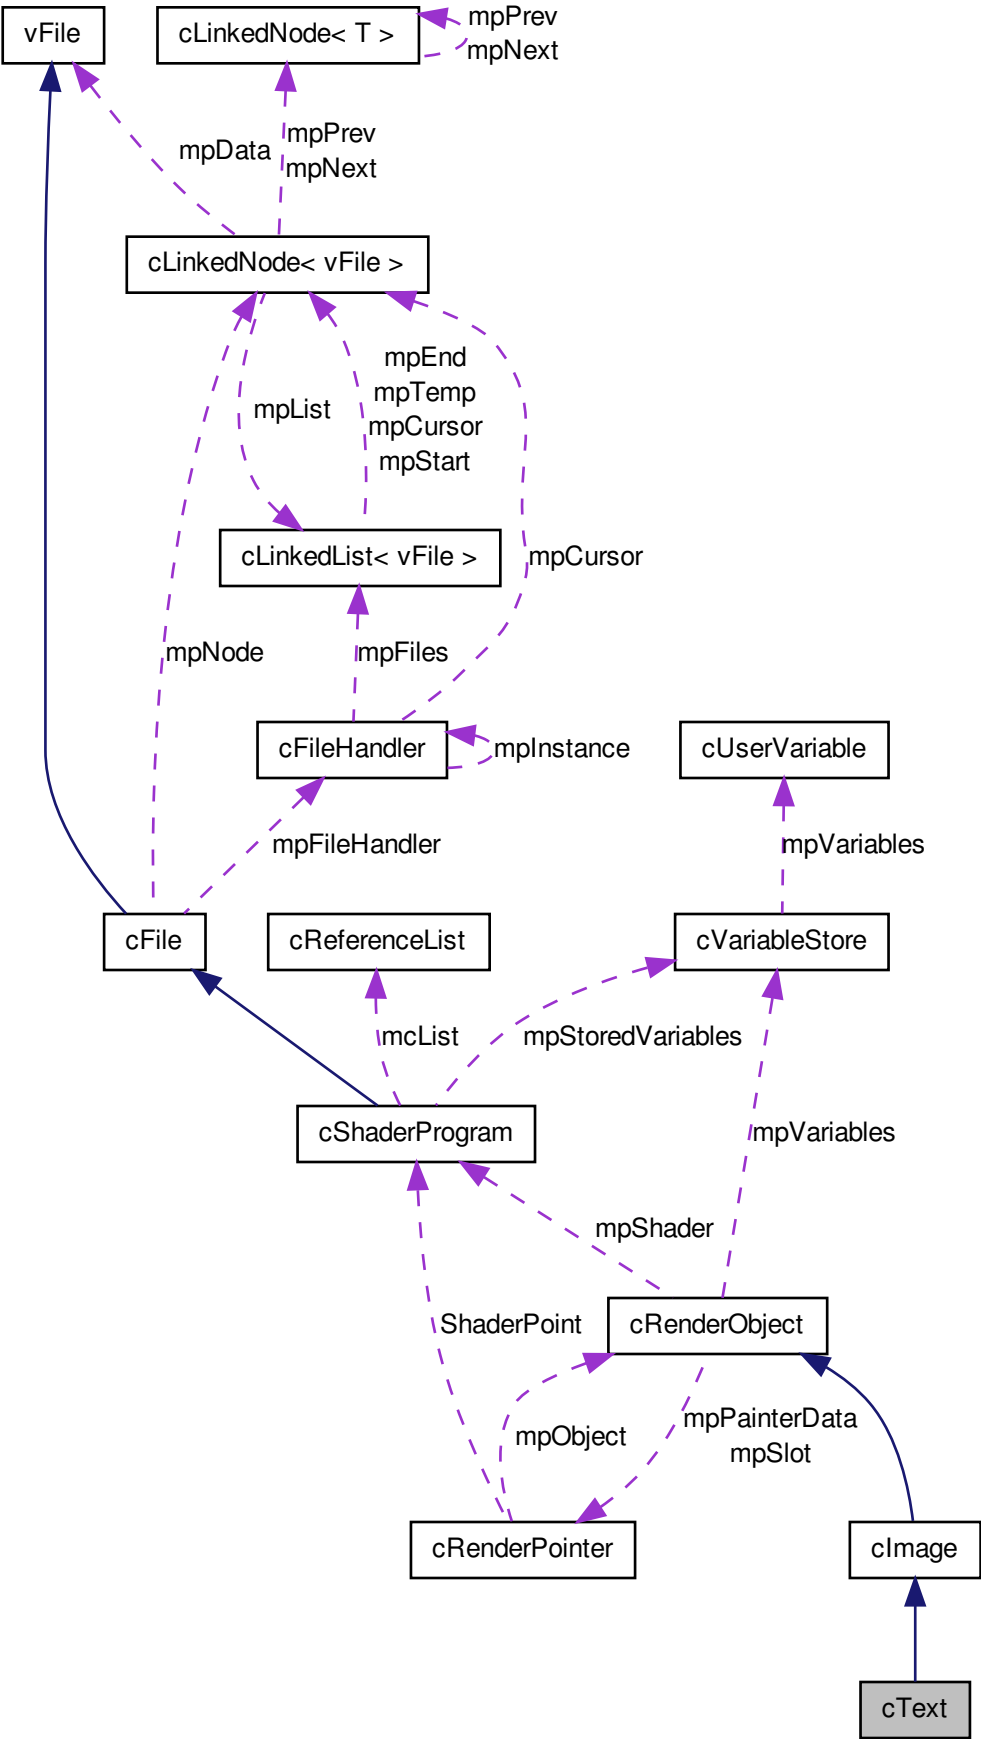 vFile
cLinkedNode< T >
mpPrev
mpNext
mpData
mpPrev
mpNext
cLinkedNode< vFile >
mpList
mpEnd
mpTemp
mpCursor
mpStart
cLinkedList< vFile >
mpCursor
mpNode
mpFiles
cFileHandler
mpInstance
cUserVariable
mpFileHandler
mpVariables
cFile
cReferenceList
cVariableStore
mcList
mpStoredVariables
cShaderProgram
mpVariables
mpShader
ShaderPoint
cRenderObject
mpObject
mpPainterData
mpSlot
cRenderPointer
cImage
cText